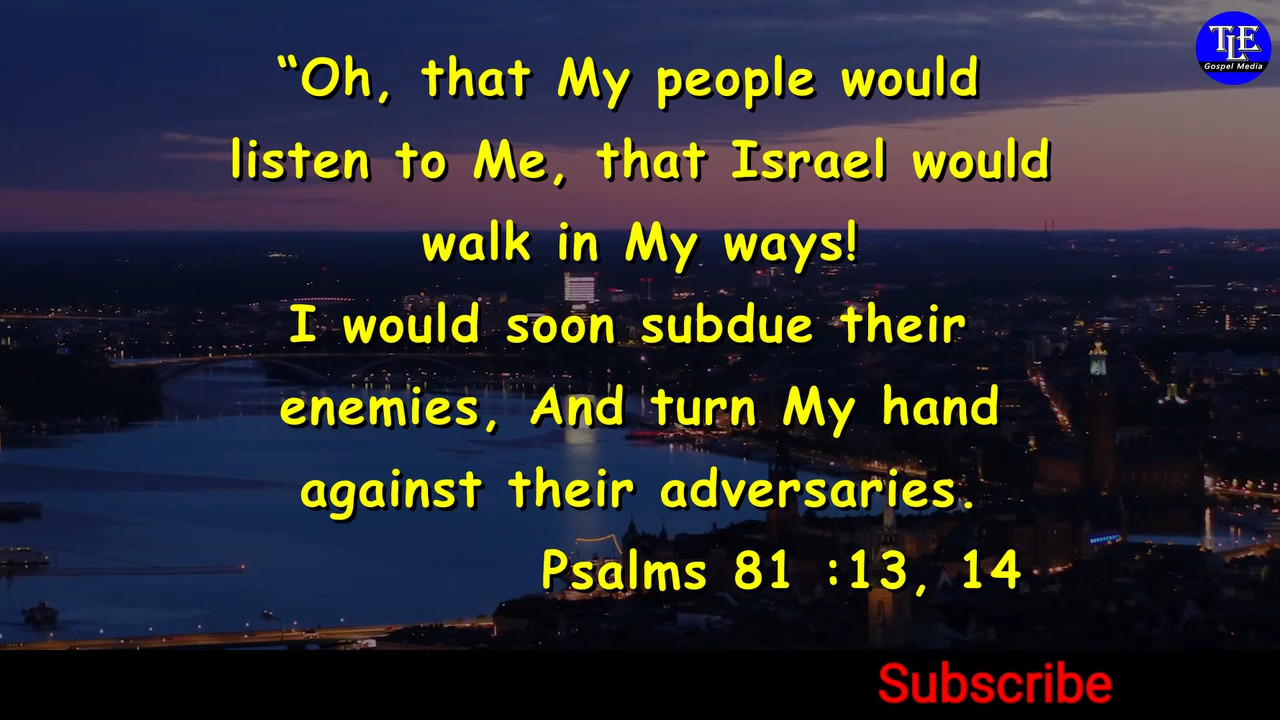 TLE
Gospel Media
“Oh, that My people would
listen to Me, that Israel would
walk in My ways!
I would soon subdue their
enemies, And turn My hand
against their adversaries.
Psalms 81 :13, 14
Subscribe